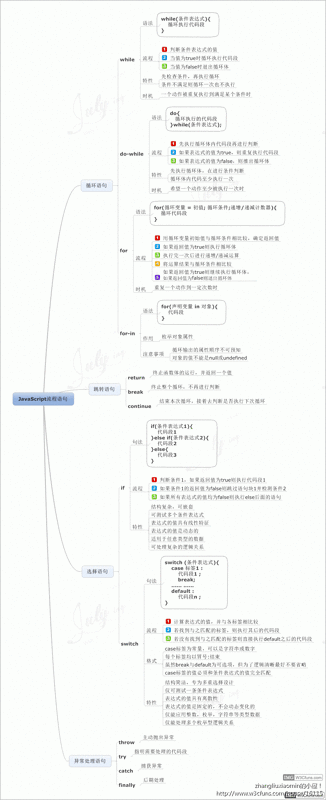 JavaScript流程语句
循环语句
while
语法
while(条件表达式){
循环执行代码段
}
流程
1 判断条件表达式的值
2 当值为true时循环执行代码段
3 当值为false时退出循环体
特性
先检查条件，再执行循环
条件不满足则循环一次也不执行
时机
一个动作被重复执行到满足某个条件时
do-while
语法
do{
循环执行的代码段
}while(条件表达式);
流程
1 先执行循环体内代码段再进行判断
2 如果表达式的值为true，则重复执行代码段
3 如果表达式的值为false，则推出循环体
特性
先执行循环体，在进行条件判断
循环体内代码至少执行一次
时机
希望一个动作至少被执行一次时
for
语法
for(循环变量 = 初值; 循环条件;递增/递减计数器){
循环代码段
}
流程
1 用循环变量的初值与循环条件相比较，确定返回值
2 如果返回值为true则执行循环体
3 执行完一次后进行递增/递减运算
4 将运算结果与循环条件相比较
5 如果返回值为true则继续执行循环体，
如果返回值为false则退出循环体
时机
重复一个动作到一定次数时
for-in
语法
for(声明变量 in 对象){
代码段
}
作用
枚举对象属性
注意事项
循环输出的属性顺序不可预知
对象的值不能是null或undefined
跳转语句
return
终止函数体的运行，并返回一个值
break
终止整个循环，不再进行判断
continue
结束本次循环，接着去判断是否执行下次循环
选择语句
if
句法
if(条件表达式1){
代码段1
}else if(条件表达式2){
代码段2
}else{
代码段3
}
流程
1 判断条件1，如果返回值为true则执行代码段1
2 如果条件1的返回值为false则跳过语句块1并检测条件2
3 如果所有表达式的值均为false则执行else后面的语句
特性
结构复杂，可嵌套
可测试多个条件表达式
表达式的值具有线性特征
表达式的值是动态的
适用于任意类型的数据
可处理复杂的逻辑关系
switch
句法
switch (条件表达式){
case 标签1 :
代码段1 ;
break;
default :
代码段n ;
}
流程
1 计算表达式的值，并与各标签相比较
2 若找到与之匹配的标签，则执行其后的代码段
3 若没有找到与之匹配的标签则直接执行default之后的代码段
格式
case标签为常量，可以是字符串或数字
每个标签均以冒号:结束
虽然break与default为可选项，但为了逻辑清晰最好不要省略
case标签的值必须和条件表达式的值完全匹配
特性
结构简洁，专为多重选择设计
仅可测试一条条件表达式
表达式的值具有离散性
表达式的值是固定的，不会动态变化的
仅能应用整数，枚举，字符串等类型数据
仅能处理多个枚举型逻辑关系
异常处理语句
throw
主动抛出异常
try
指明需要处理的代码段
catch
捕获异常
finally
后期处理
W3Cfuns.com
zhangliuxiaomin@小冠！